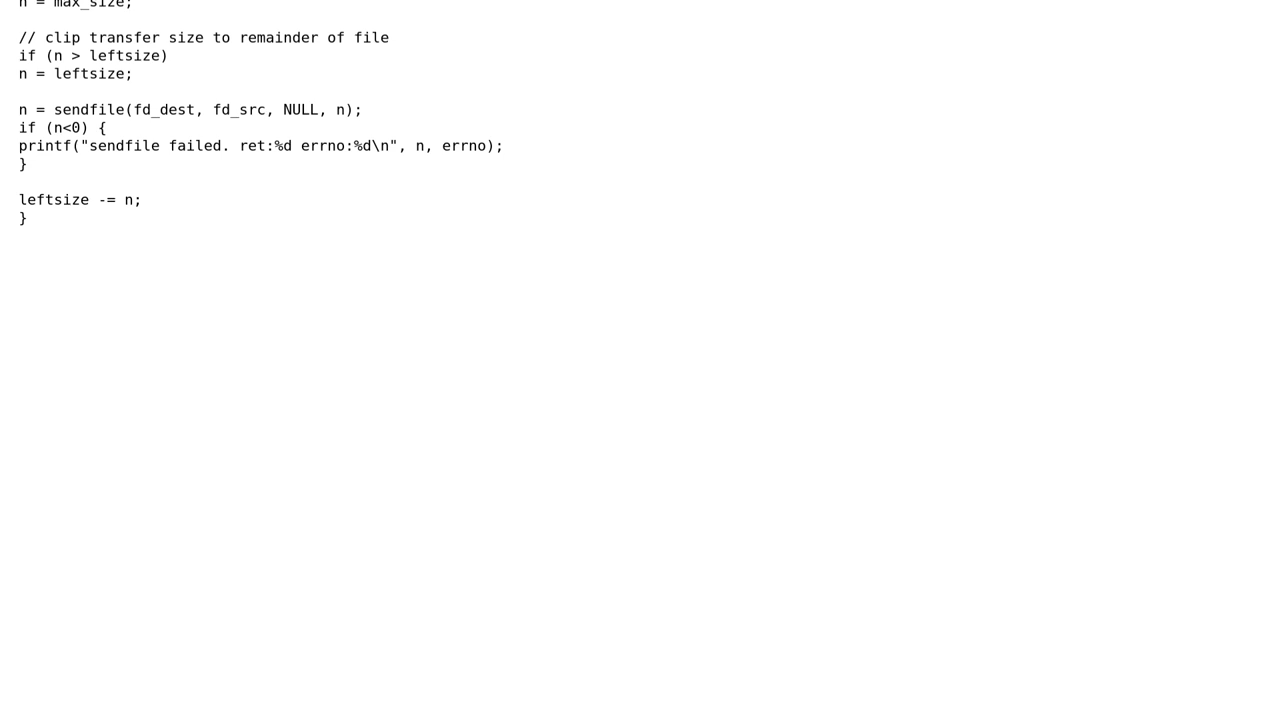 n = max_size;
// clip transfer size to remainder of file
if (n > leftsize)
n = leftsize;
n = sendfile(fd_dest, fd_src, NULL, n);
if (n<0) {
printf("sendfile failed. ret:%d errno:%d\n", n, errno);
}
leftsize -= n;
}